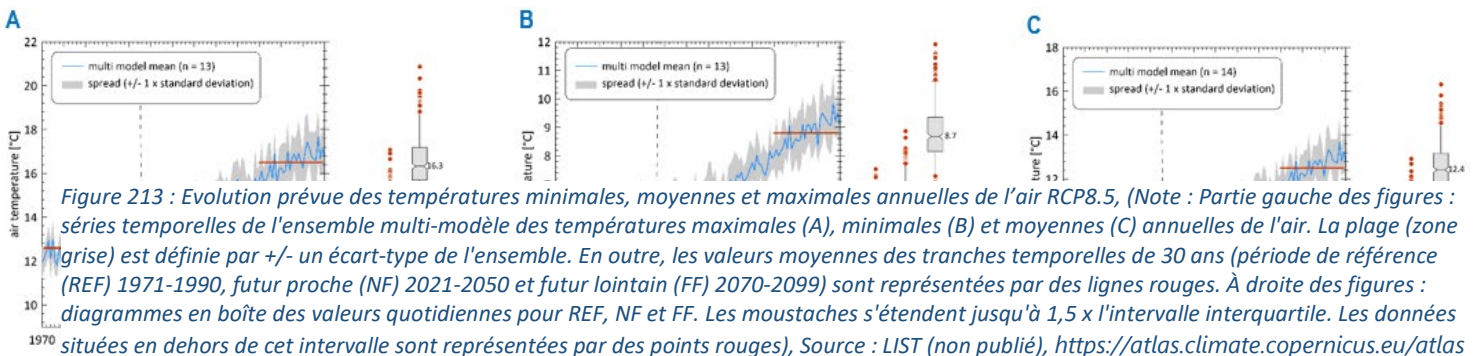 A
B
C
22
20
18
16
14
12
10
1970
air temperature [°C]
multi model mean (n = 13)
spread (+/- 1 x standard deviation)
16.3
12
11
10
9
8
7
multi model mean (n = 13)
spread (+/- 1 x standard deviation)
8.7
18
16
14
12
multi model mean (n = 14)
spread (+/- 1 x standard deviation)
12.4
Figure 213 : Evolution prévue des températures minimales, moyennes et maximales annuelles de l’air RCP8.5, (Note : Partie gauche des figures :
séries temporelles de l'ensemble multi-modèle des températures maximales (A), minimales (B) et moyennes (C) annuelles de l'air. La plage (zone
grise) est définie par +/- un écart-type de l'ensemble. En outre, les valeurs moyennes des tranches temporelles de 30 ans (période de référence
(REF) 1971-1990, futur proche (NF) 2021-2050 et futur lointain (FF) 2070-2099) sont représentées par des lignes rouges. À droite des figures :
diagrammes en boîte des valeurs quotidiennes pour REF, NF et FF. Les moustaches s'étendent jusqu'à 1,5 x l'intervalle interquartile. Les données
situées en dehors de cet intervalle sont représentées par des points rouges), Source : LIST (non publié), https://atlas.climate.copernicus.eu/atlas